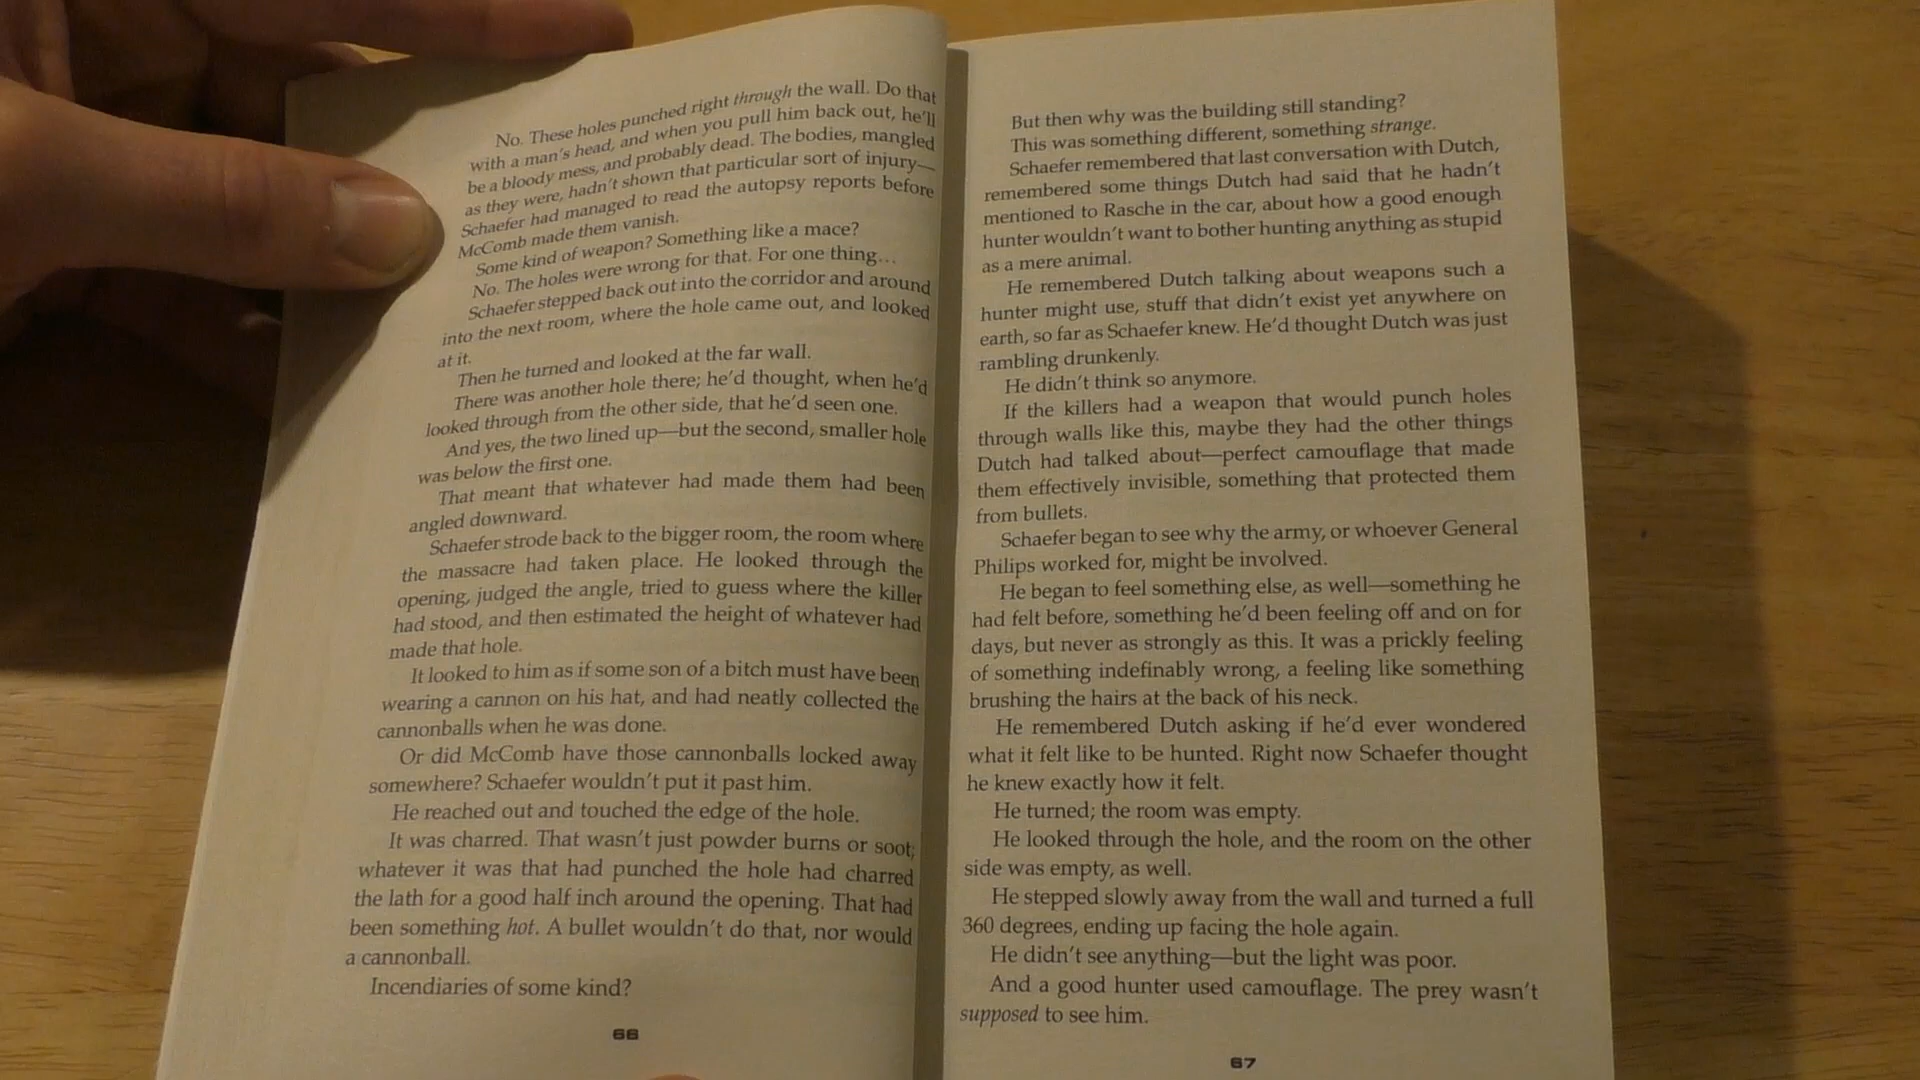 No. These holes punched right through the wall. Do that
with a man's head, and when you pull him back out, he'll
be a bloody mess, and probably dead. The bodies, mangled
as they were, hadn't shown that particular sort of injury—
Schaefer had managed to read the autopsy reports before
McComb made them vanish.
Some kind of weapon? Something like a mace?
No. The holes were wrong for that. For one thing...
Schaefer stepped back out into the corridor and around
into the next room, where the hole came out, and looked
at it.
Then he turned and looked at the far wall.
There was another hole there; he'd thought, when he'd
looked through from the other side, that he'd seen one.
And yes, the two lined up—but the second, smaller hole
was below the first one.
That meant that whatever had made them had been
angled downward.
Schaefer strode back to the bigger room, the room where
the massacre had taken place. He looked through the
opening, judged the angle, tried to guess where the killer
had stood, and then estimated the height of whatever had
made that hole.
It looked to him as if some son of a bitch must have been
wearing a cannon on his hat, and had neatly collected the
cannonballs when he was done.
Or did McComb have those cannonballs locked away
somewhere? Schaefer wouldn't put it past him.
He reached out and touched the edge of the hole.
It was charred. That wasn't just powder burns or soot;
whatever it was that had punched the hole had charred
the lath for a good half inch around the opening. That had
been something hot. A bullet wouldn't do that, nor would
a cannonball.
Incendiaries of some kind?
66
But then why was the building still standing?
This was something different, something strange.
Schaefer remembered that last conversation with Dutch,
remembered some things Dutch had said that he hadn't
mentioned to Rasche in the car, about how a good enough
hunter wouldn't want to bother hunting anything as stupid
as a mere animal.
He remembered Dutch talking about weapons such a
hunter might use, stuff that didn't exist yet anywhere on
earth, so far as Schaefer knew. He'd thought Dutch was just
rambling drunkenly.
He didn't think so anymore.
If the killers had a weapon that would punch holes
through walls like this, maybe they had the other things
Dutch had talked about—perfect camouflage that made
them effectively invisible, something that protected them
from bullets.
Schaefer began to see why the army, or whoever General
Philips worked for, might be involved.
He began to feel something else, as well—something he
had felt before, something he'd been feeling off and on for
days, but never as strongly as this. It was a prickly feeling
of something indefinably wrong, a feeling like something
brushing the hairs at the back of his neck.
He remembered Dutch asking if he'd ever wondered
what it felt like to be hunted. Right now Schaefer thought
he knew exactly how it felt.
He turned; the room was empty.
He looked through the hole, and the room on the other
side was empty, as well.
He stepped slowly away from the wall and turned a full
360 degrees, ending up facing the hole again.
He didn't see anything—but the light was poor.
And a good hunter used camouflage. The prey wasn't
supposed to see him.
67